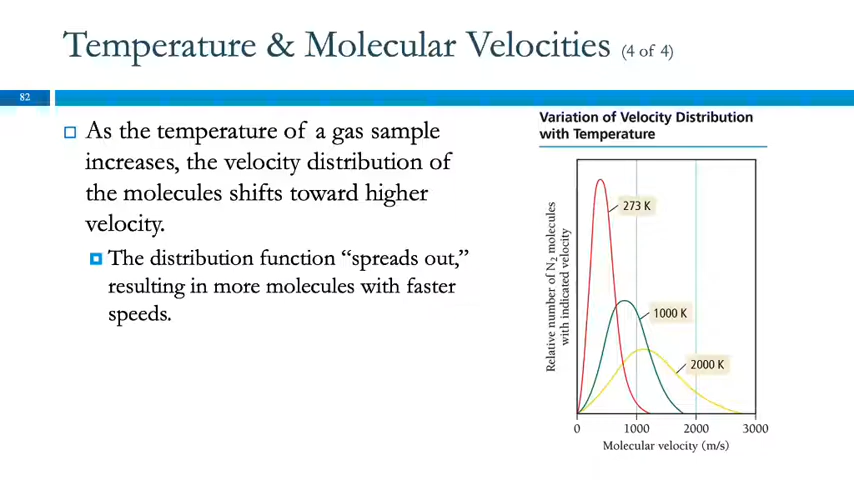 Temperature & Molecular Velocities (4 of 4)
82
As the temperature of a gas sample
increases, the velocity distribution of
the molecules shifts toward higher
velocity.
The distribution function “spreads out,”
resulting in more molecules with faster
speeds.
Variation of Velocity Distribution
with Temperature
Relative number of N₂ molecules
with indicated velocity
273 K
1000 K
2000 K
0 1000 2000 3000
Molecular velocity (m/s)